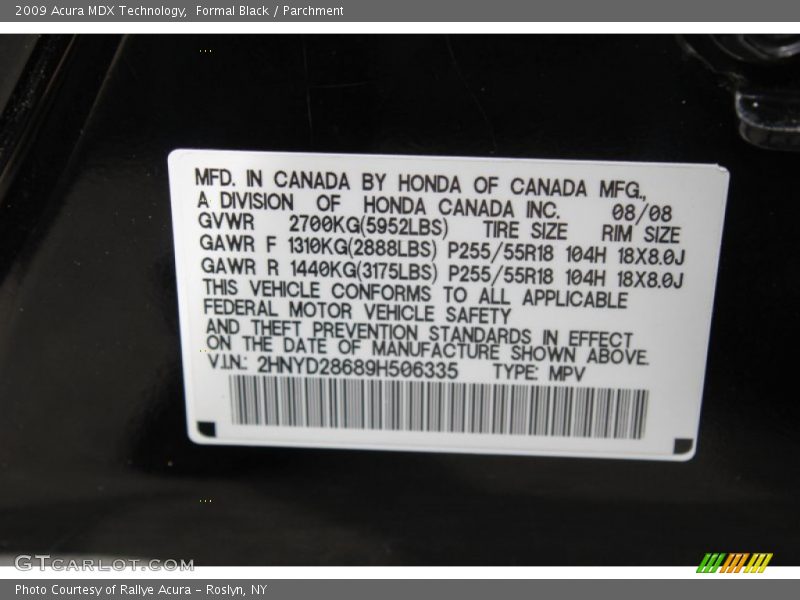 2009 Acura MDX Technology,  Formal Black / Parchment
MFD. IN CANADA BY HONDA OF CANADA MFG.,
A DIVISION OF HONDA CANADA INC. 08/08
GVWR 2700KG(5952LBS) TIRE SIZE RIM SIZE
GAWR F 1310KG(2888LBS) P255/55R18 104H 18X8.0J
GAWR R 1440KG(3175LBS) P255/55R18 104H 18X8.0J
THIS VEHICLE CONFORMS TO ALL APPLICABLE
FEDERAL MOTOR VEHICLE SAFETY
AND THEFT PREVENTION STANDARDS IN EFFECT
ON THE DATE OF MANUFACTURE SHOWN ABOVE.
V.I.N.: 2HNYD28689H506335 TYPE: MPV
GTCARLOT.COM
Photo Courtesy of Rallye Acura - Roslyn, NY